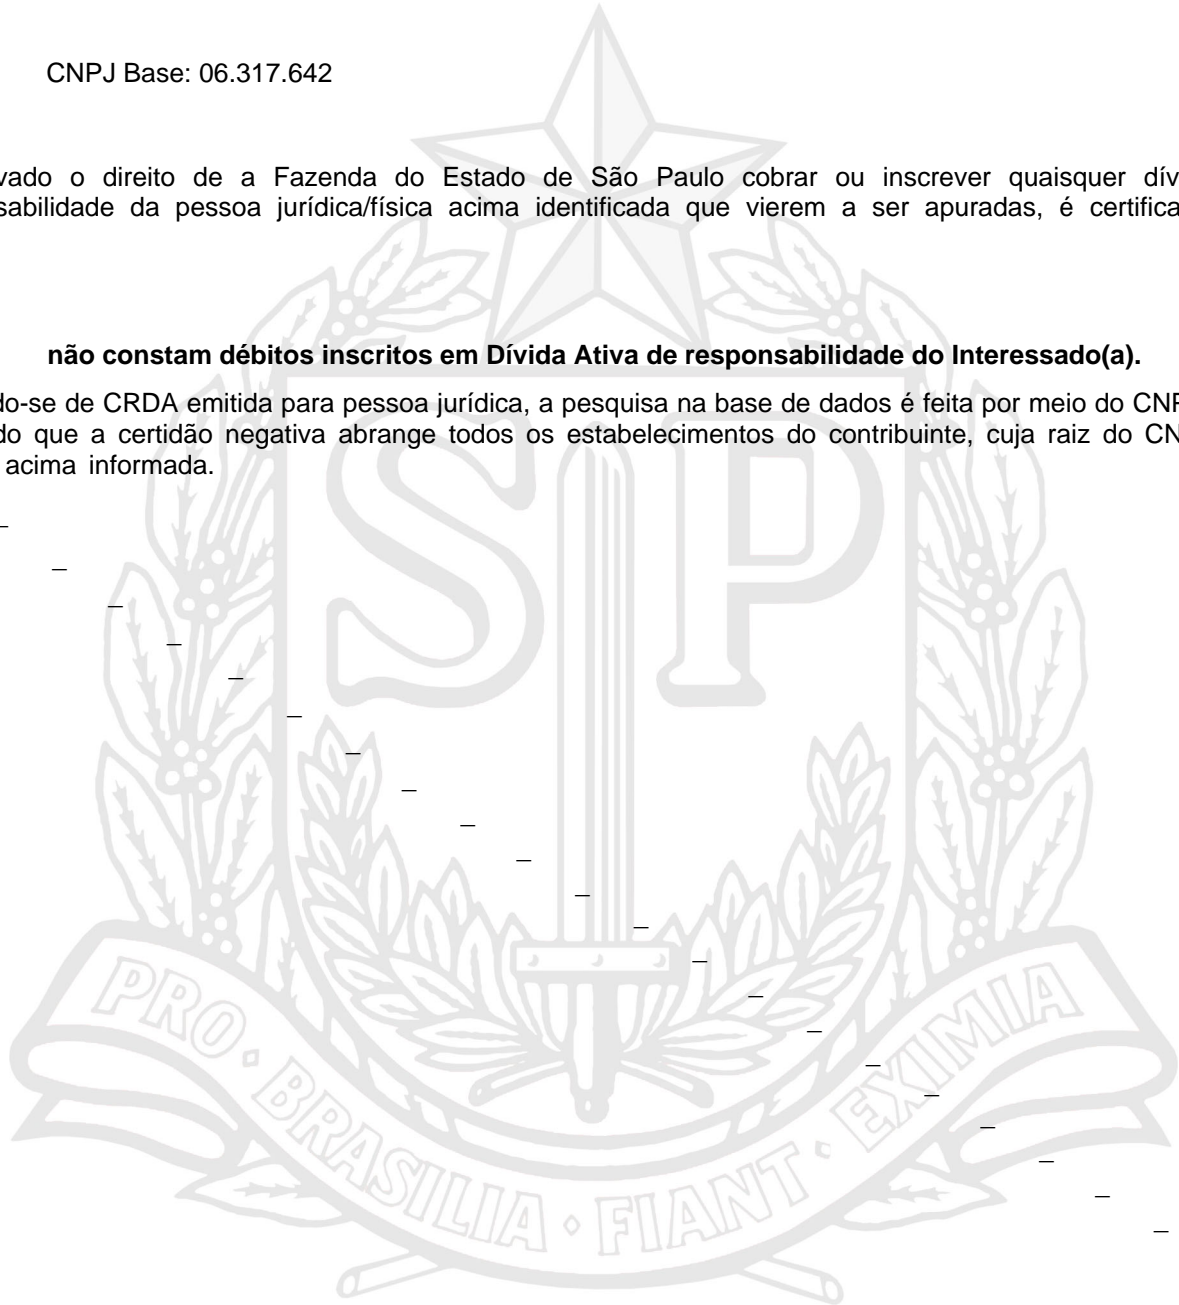 CNPJ Base: 06.317.642
vado o direito de a Fazenda do Estado de São Paulo cobrar ou inscrever quaisquer dív
sabilidade da pessoa jurídica/física acima identificada que vierem a ser apuradas, é certifica
não constam débitos inscritos em Dívida Ativa de responsabilidade do Interessado(a).
do-se de CRDA emitida para pessoa jurídica, a pesquisa na base de dados é feita por meio do CNP
do que a certidão negativa abrange todos os estabelecimentos do contribuinte, cuja raiz do CN
acima informada.
SP
PRO · BRASILIA · FIANT · EXIMIA